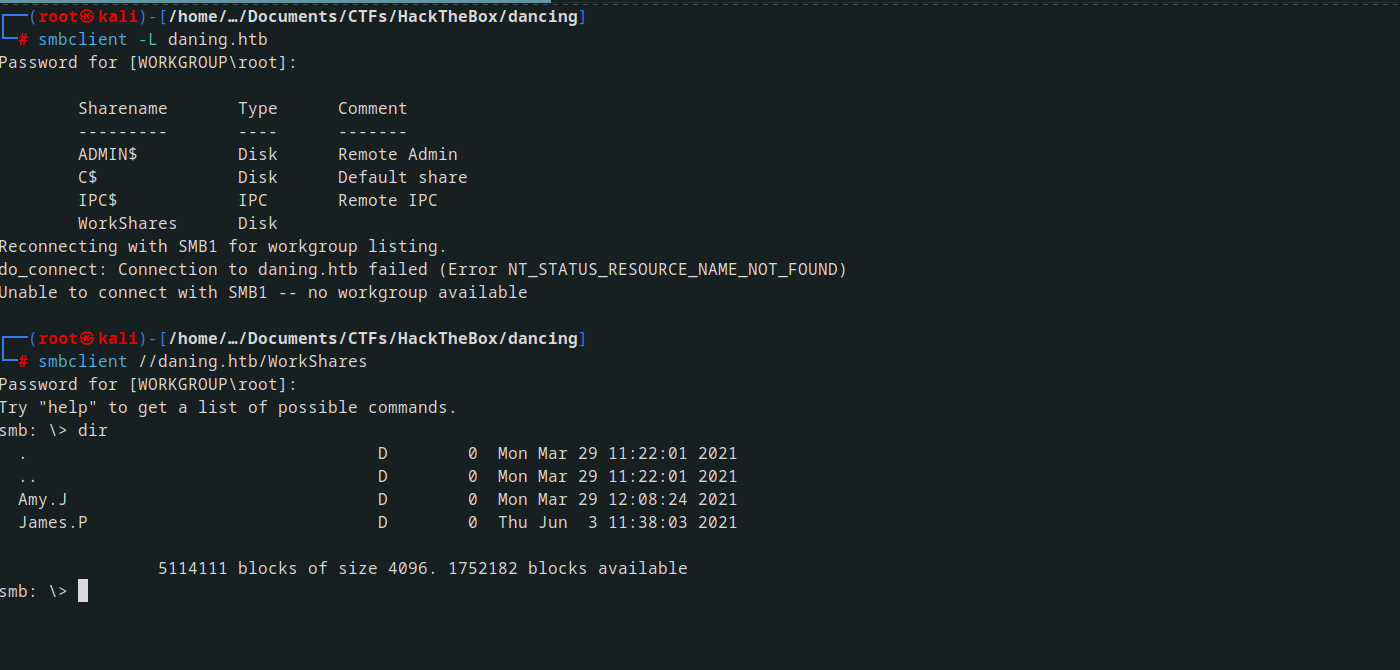 ┌──(root㉿kali)-[/home/…/Documents/CTFs/HackTheBox/dancing]
└─# smbclient -L daning.htb
Password for [WORKGROUP\root]:
Sharename Type Comment
--------- ---- -------
ADMIN$ Disk Remote Admin
C$ Disk Default share
IPC$ IPC Remote IPC
WorkShares Disk
Reconnecting with SMB1 for workgroup listing.
do_connect: Connection to daning.htb failed (Error NT_STATUS_RESOURCE_NAME_NOT_FOUND)
Unable to connect with SMB1 -- no workgroup available
┌──(root㉿kali)-[/home/…/Documents/CTFs/HackTheBox/dancing]
└─# smbclient //daning.htb/WorkShares
Password for [WORKGROUP\root]:
Try "help" to get a list of possible commands.
smb: \> dir
. D 0 Mon Mar 29 11:22:01 2021
.. D 0 Mon Mar 29 11:22:01 2021
Amy.J D 0 Mon Mar 29 12:08:24 2021
James.P D 0 Thu Jun 3 11:38:03 2021
5114111 blocks of size 4096. 1752182 blocks available
smb: \>